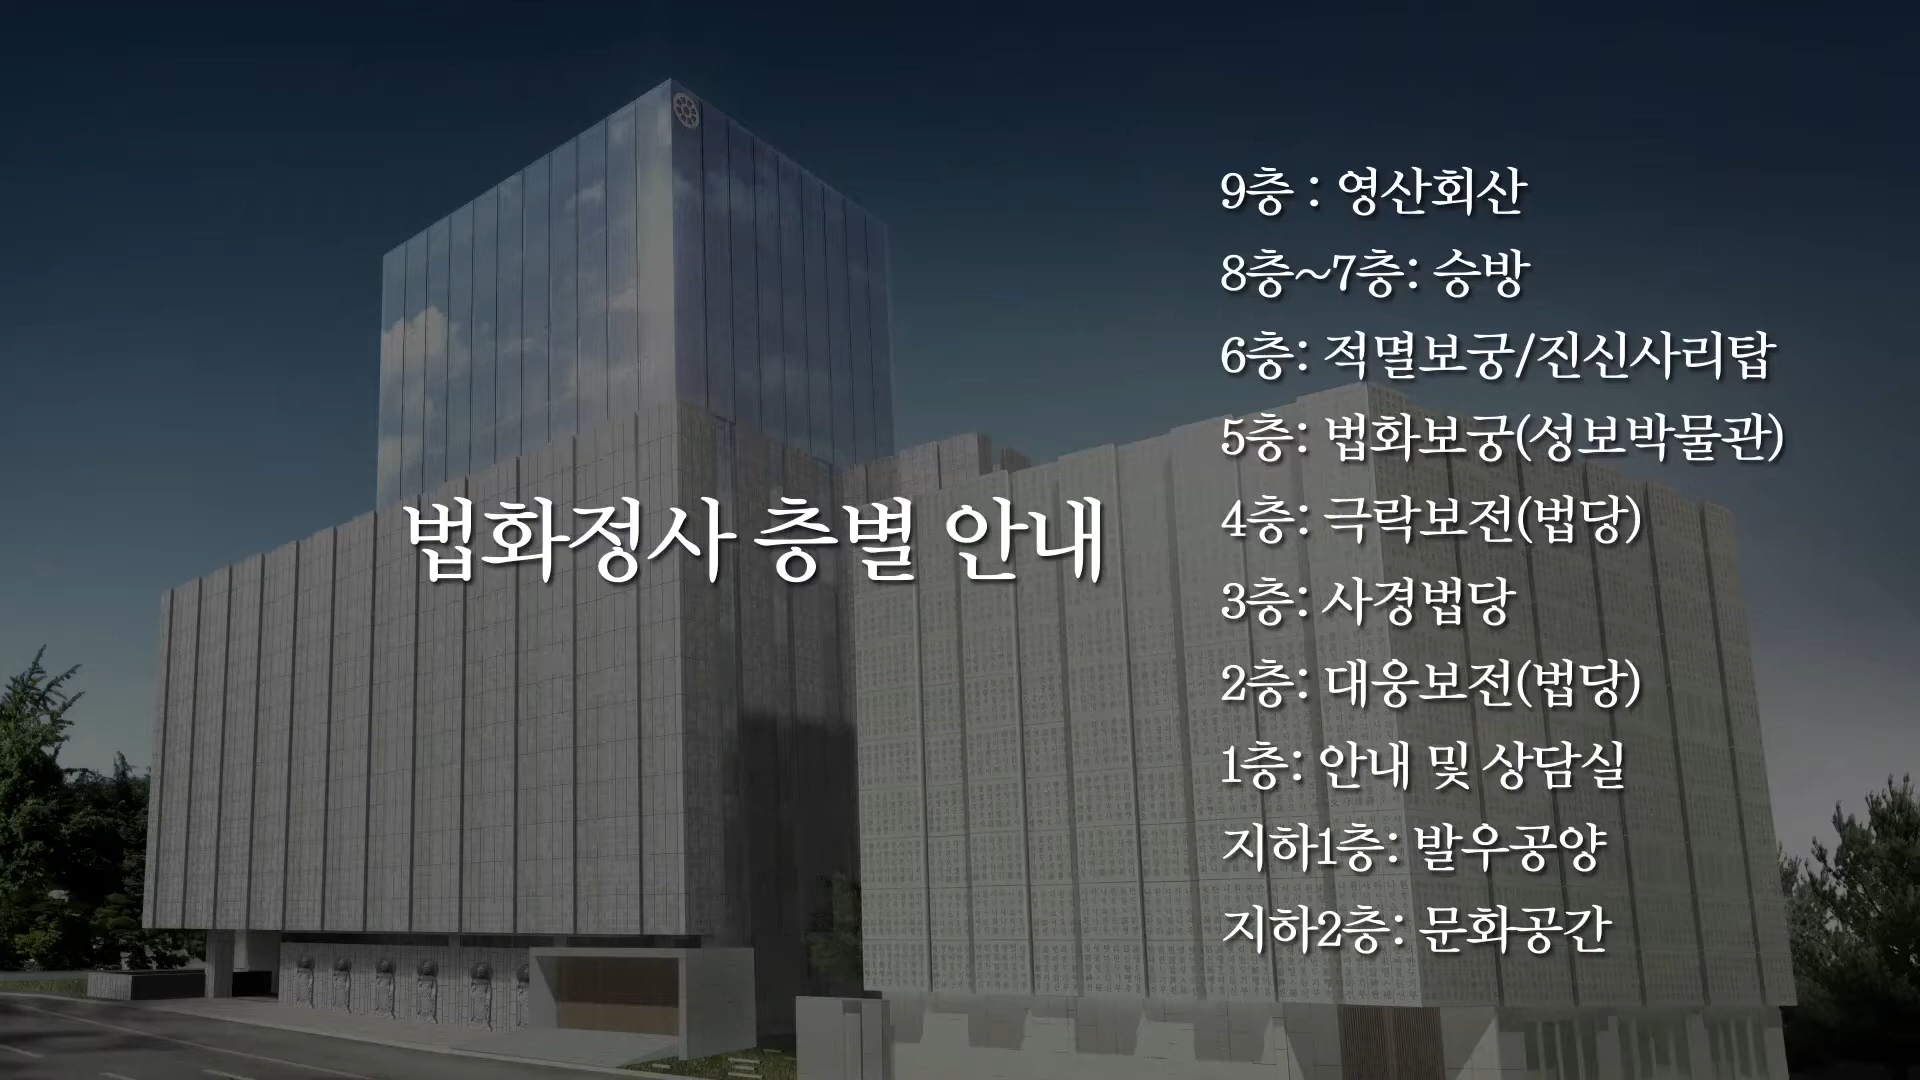 법화정사 층별 안내
9층 : 영산회산
8층~7층: 승방
6층: 적멸보궁/진신사리탑
5층: 법화보궁(성보박물관)
4층: 극락보전(법당)
3층: 사경법당
2층: 대웅보전(법당)
1층: 안내 및 상담실
지하1층: 발우공양
지하2층: 문화공간